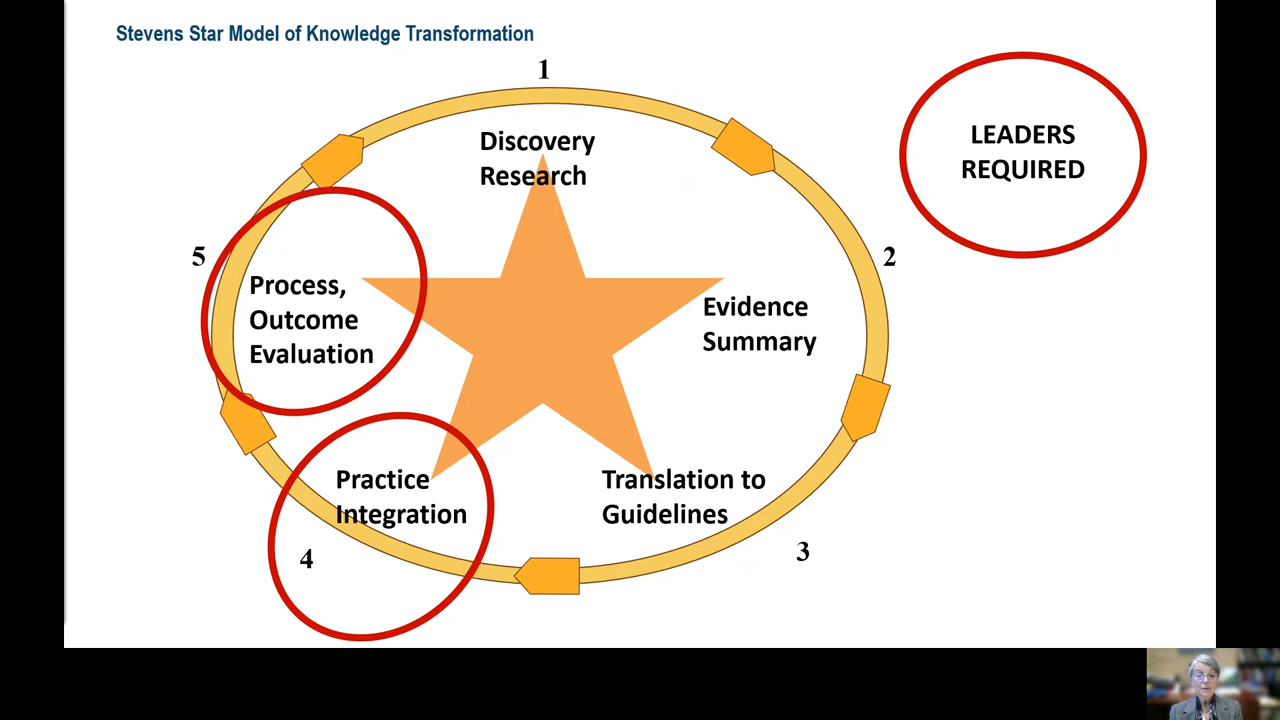 Stevens Star Model of Knowledge Transformation
1
Discovery
Research
LEADERS
REQUIRED
2
Evidence
Summary
5
Process,
Outcome
Evaluation
Practice
Integration
4
Translation to
Guidelines
3